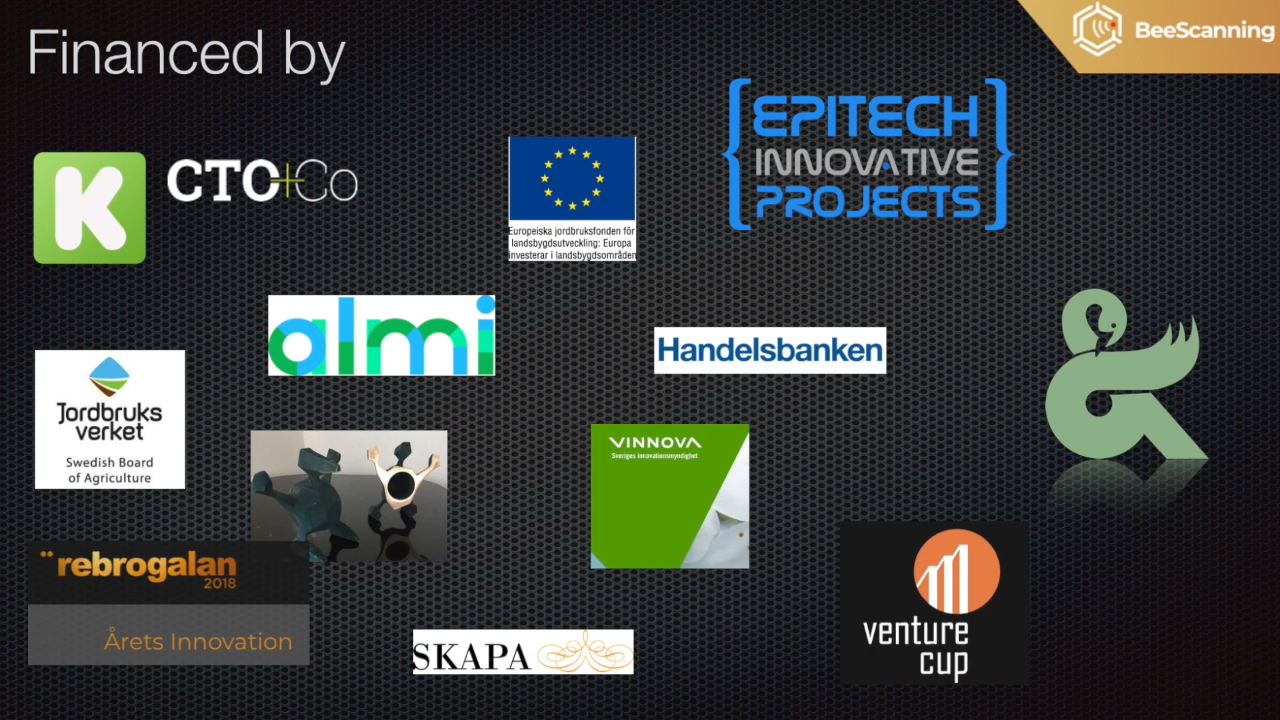 Financed by
BeeScanning
EPITECH
INNOVATIVE
PROJECTS
K
CTO+Co
Europeiska jordbruksfonden för
landsbygdsutveckling: Europa
investerar i landsbygdsområden
almi
Handelsbanken
Jordbruks
verket
Swedish Board
of Agriculture
VINNOVA
Sveriges innovationsmyndighet
¨rebrogalan
2018
Årets Innovation
SKAPA
venture
cup